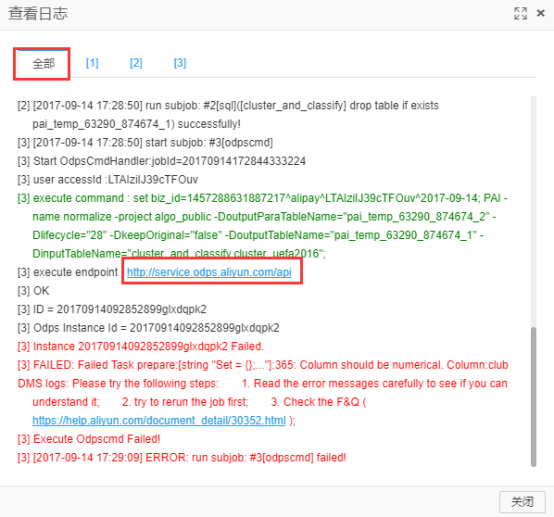 查看日志
全部 [1] [2] [3]
[2] [2017-09-14 17:28:50] run subjob: #2[sql]([cluster_and_classify] drop table if exists
pai_temp_63290_874674_1) successfully!
[3] [2017-09-14 17:28:50] start subjob: #3[odpscmd]
[3] Start OdpsCmdHandler:jobId=20170914172844333224
[3] user accessId :LTAIziIJ39cTFOuv
[3] execute command : set biz_id=1457288631887217^alipay^LTAIziIJ39cTFOuv^2017-09-14; PAI -
name normalize -project algo_public -DoutputParaTableName="pai_temp_63290_874674_2" -
Dlifecycle="28" -DkeepOriginal="false" -DoutputTableName="pai_temp_63290_874674_1" -
DinputTableName="cluster_and_classify.cluster_uefa2016";
[3] execute endpoint : http://service.odps.aliyun.com/api
[3] OK
[3] ID = 20170914092852899glxdqpk2
[3] Odps Instance Id = 20170914092852899glxdqpk2
[3] Instance 20170914092852899glxdqpk2 Failed.
[3] FAILED: Failed Task prepare:[string "Set = {};..."]:365: Column should be numerical. Column:club
DMS logs: Please try the following steps: 1. Read the error messages carefully to see if you can
understand it; 2. try to rerun the job first; 3. Check the F&Q (
https://help.aliyun.com/document_detail/30352.html );
[3] Execute Odpscmd Failed!
[3] [2017-09-14 17:29:09] ERROR: run subjob: #3[odpscmd] failed!
关闭